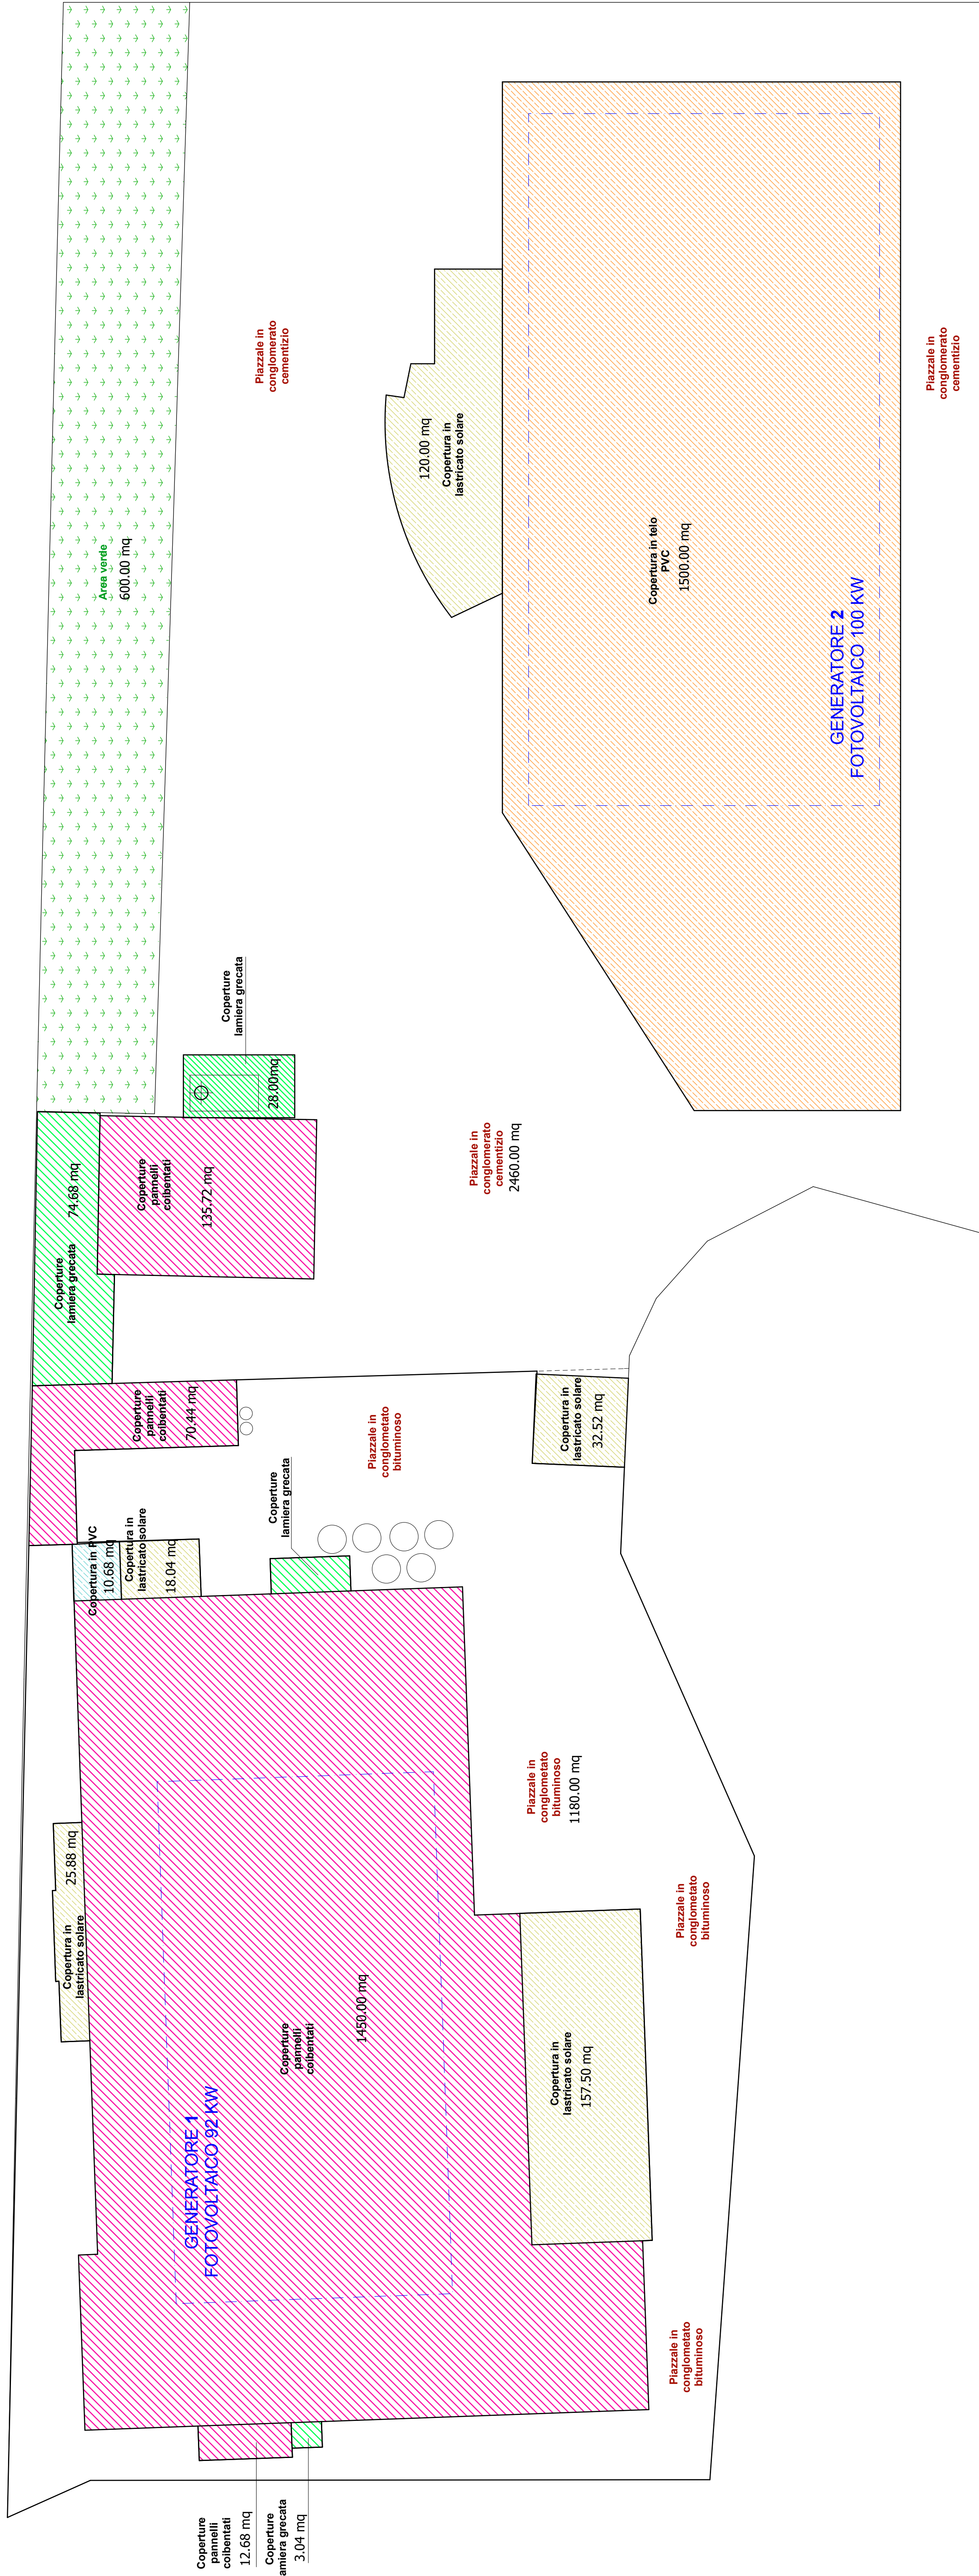 Area verde
600.00 mq
Piazzale in
conglomerato
cementizio
120.00 mq
Copertura in
lastricato solare
Copertura in telo
PVC
1500.00 mq
GENERATORE 2
FOTOVOLTAICO 100 KW
Piazzale in
conglomerato
cementizio
Coperture
lamiera grecata
28.00mq
Coperture
lamiera grecata
74.68 mq
Coperture
pannelli
coibentati
135.72 mq
Piazzale in
conglomerato
cementizio
2460.00 mq
Coperture
pannelli
coibentati
70.44 mq
Copertura in PVC
10.68 mq
Copertura in
lastricato solare
18.04 mq
Coperture
lamiera grecata
Piazzale in
conglometato
bituminoso
Copertura in
lastricato solare
32.52 mq
Piazzale in
conglometato
bituminoso
1180.00 mq
Copertura in
lastricato solare
25.88 mq
GENERATORE 1
FOTOVOLTAICO 92 KW
Coperture
pannelli
coibentati
1450.00 mq
Copertura in
lastricato solare
157.50 mq
Piazzale in
conglometato
bituminoso
Piazzale in
conglometato
bituminoso
Coperture
pannelli
coibentati
12.68 mq
Coperture
lamiera grecata
3.04 mq